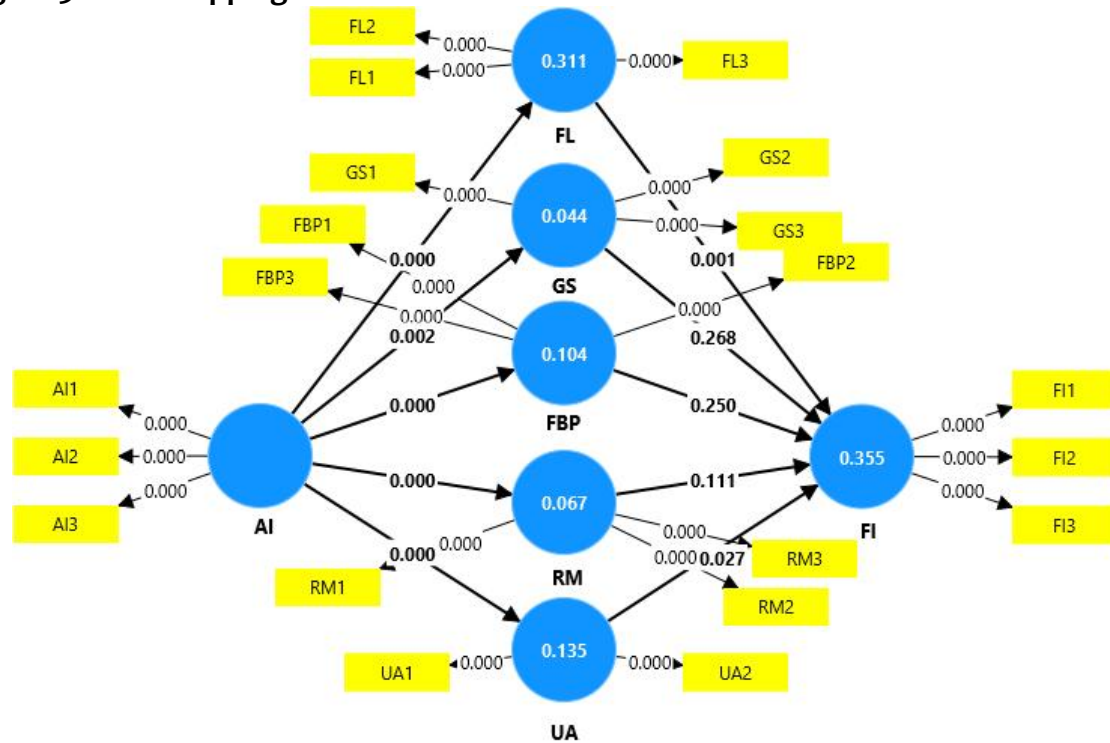 FL2
0.000
FL1
0.000
0.311
0.000
FL3
FL
GS1
0.000
0.044
0.000
GS2
0.000
GS3
GS
FBP1
0.000
FBP3
0.000
0.104
0.000
FBP2
FBP
0.000
0.002
0.000
0.000
0.000
0.001
0.268
0.250
0.111
0.027
AI1
0.000
AI2
0.000
AI3
0.000
AI
0.067
RM
RM1
0.000
0.000
RM3
0.000
RM2
0.135
UA
UA1
0.000
0.000
UA2
0.355
FI
0.000
FI1
0.000
FI2
0.000
FI3